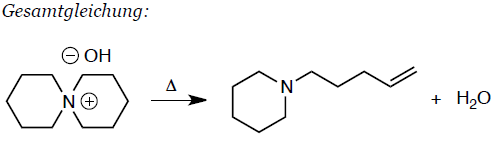 Gesamtgleichung:
⊖ OH
N ⊕
Δ
N
+ H₂O